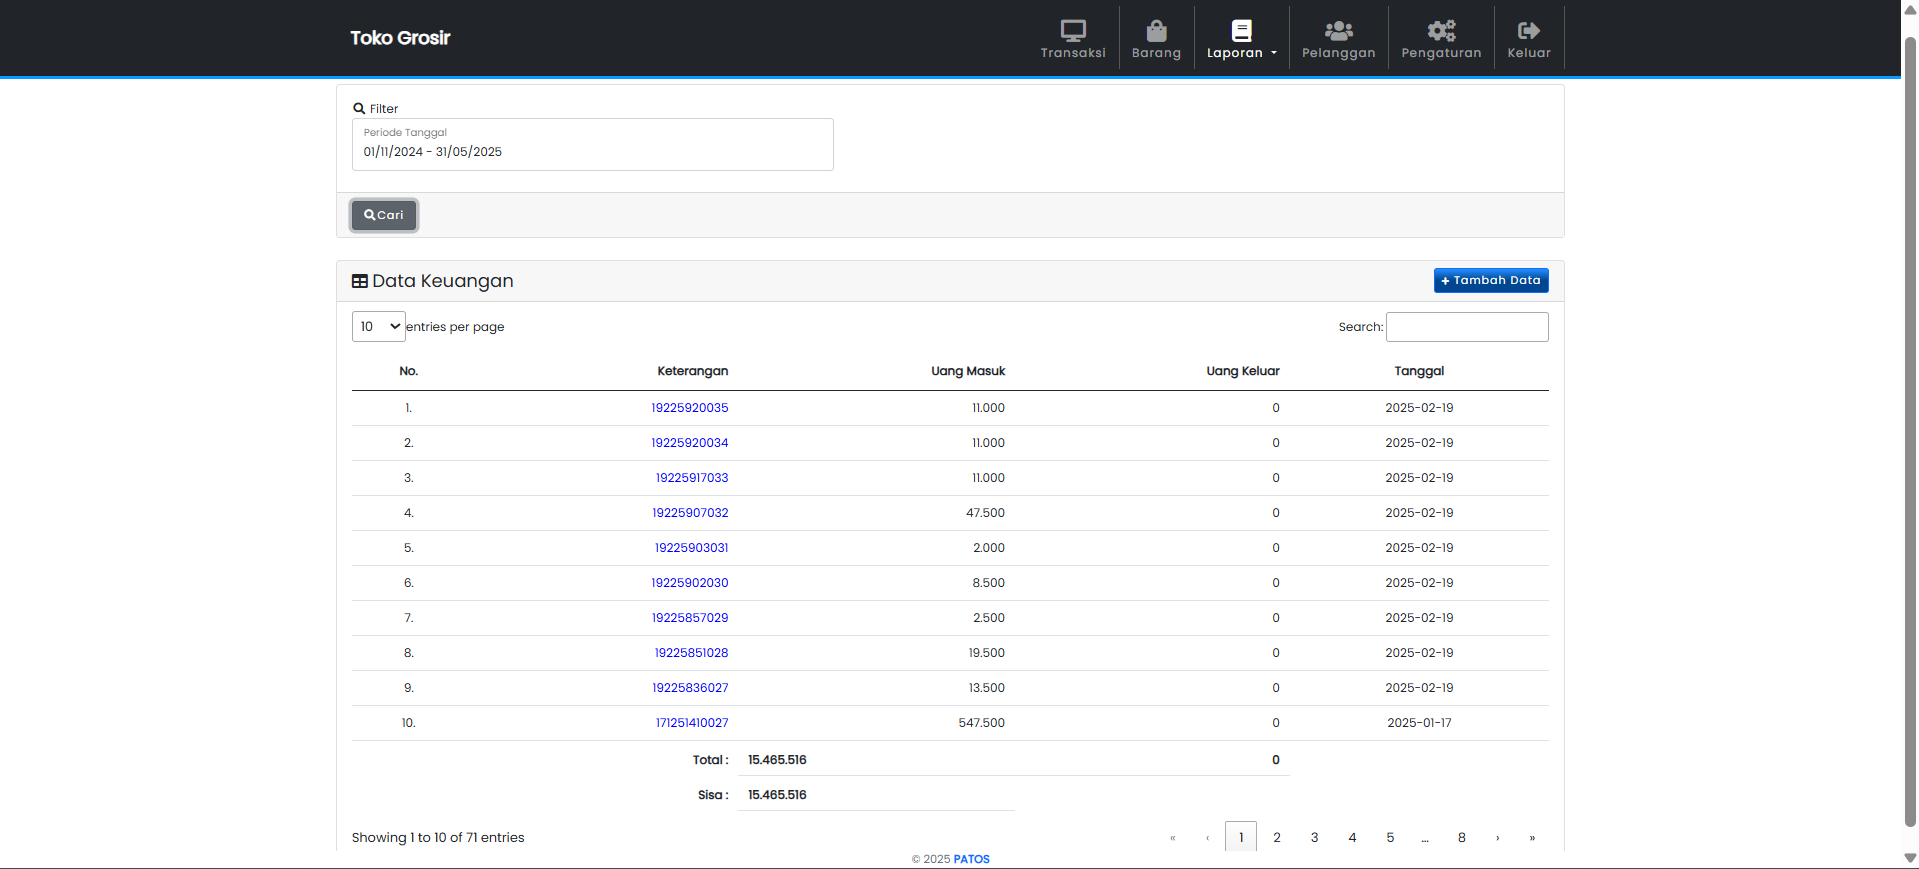 Toko Grosir
Transaksi
Barang
Laporan
Pelanggan
Pengaturan
Keluar
Filter
Periode Tanggal
01/11/2024 - 31/05/2025
Cari
Data Keuangan
+ Tambah Data
10 entries per page
Search:
No. Keterangan Uang Masuk Uang Keluar Tanggal
1. 19225920035 11.000 0 2025-02-19
2. 19225920034 11.000 0 2025-02-19
3. 19225917033 11.000 0 2025-02-19
4. 19225907032 47.500 0 2025-02-19
5. 19225903031 2.000 0 2025-02-19
6. 19225902030 8.500 0 2025-02-19
7. 19225857029 2.500 0 2025-02-19
8. 19225851028 19.500 0 2025-02-19
9. 19225836027 13.500 0 2025-02-19
10. 171251410027 547.500 0 2025-01-17
Total : 15.465.516 0
Sisa : 15.465.516
Showing 1 to 10 of 71 entries
« ‹ 1 2 3 4 5 … 8 › »
© 2025 PATOS